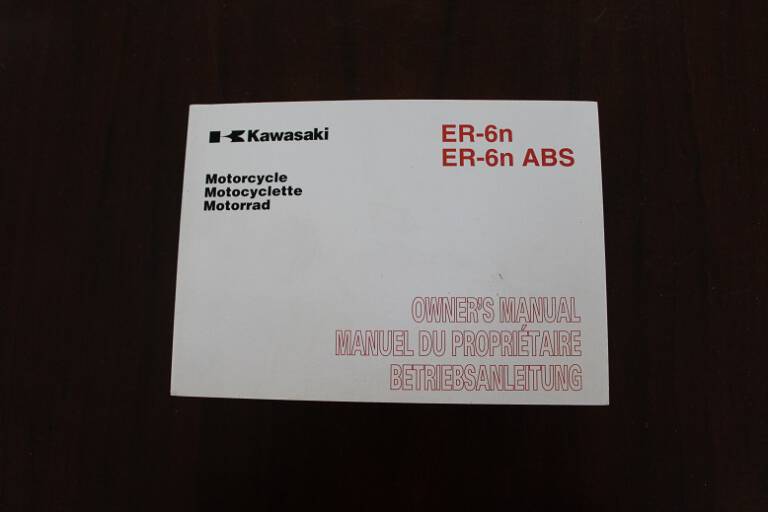 Kawasaki
ER-6n
ER-6n ABS
Motorcycle
Motocyclette
Motorrad
OWNER'S MANUAL
MANUEL DU PROPRIÉTAIRE
BETRIEBSANLEITUNG